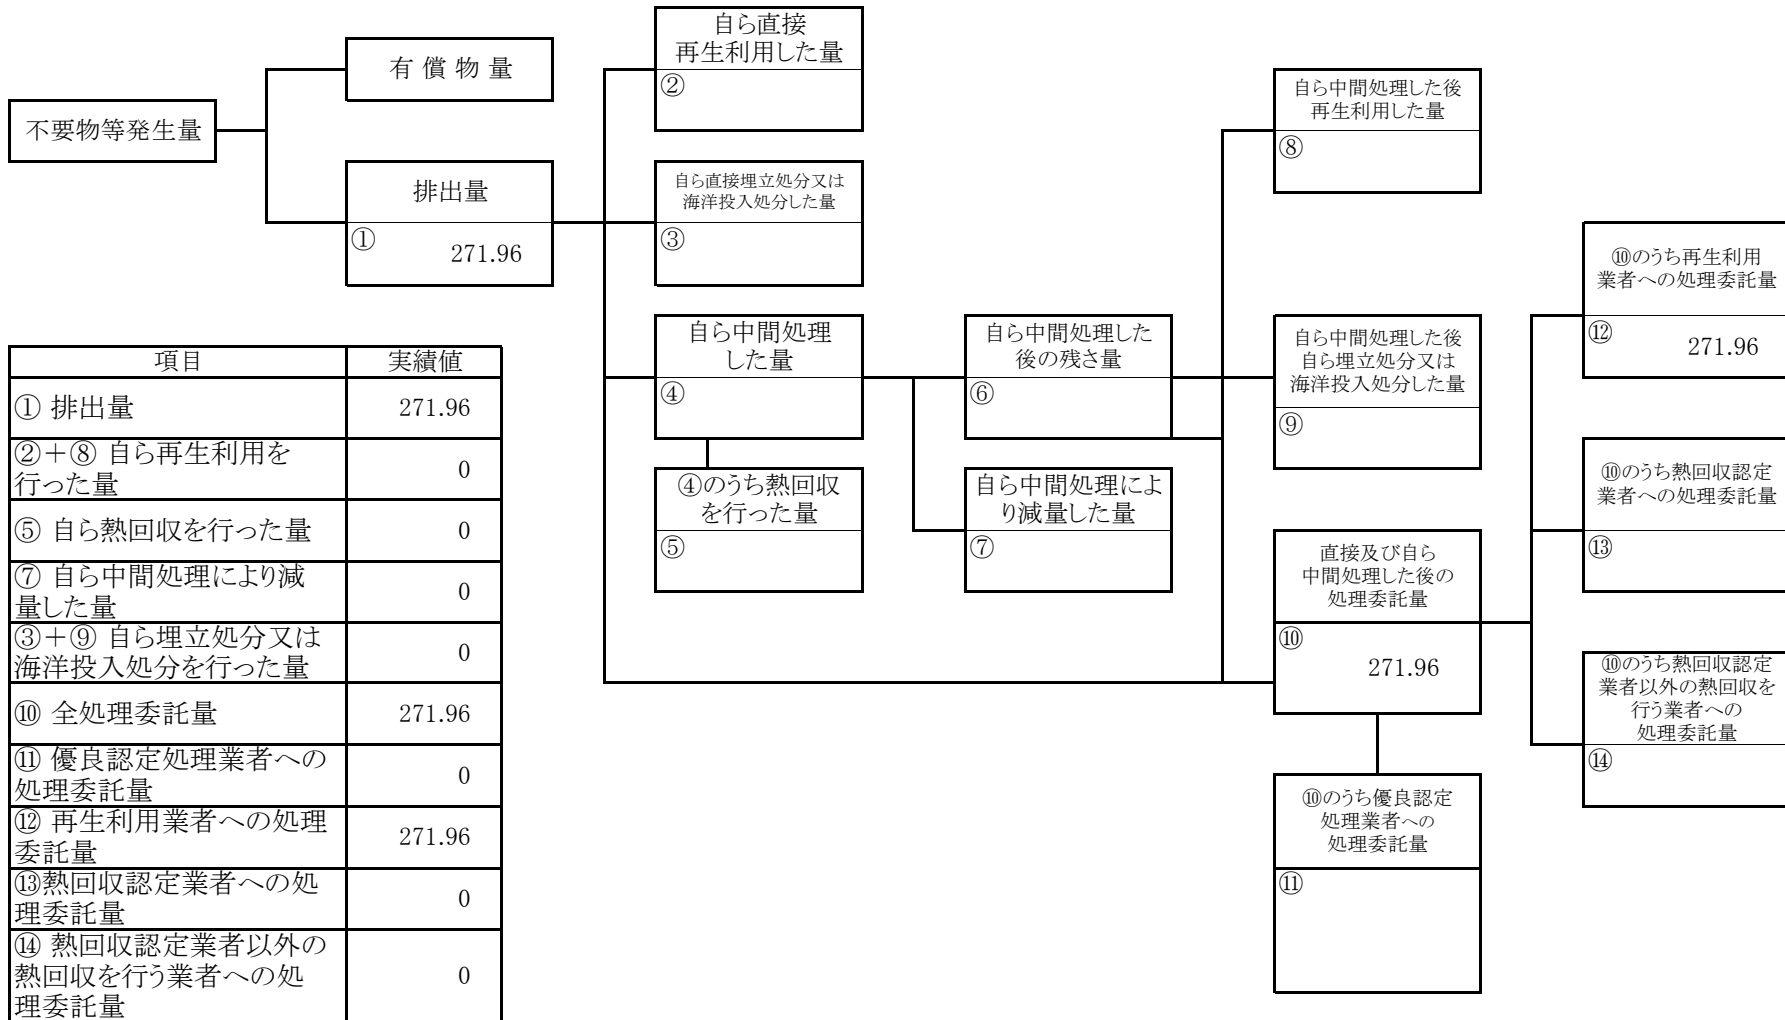 不要物等発生量
有 償 物 量
排出量
①
271.96
自ら直接
再生利用した量
②
自ら直接埋立処分又は
海洋投入処分した量
③
自ら中間処理
した量
④
④のうち熱回収
を行った量
⑤
自ら中間処理した
後の残さ量
⑥
自ら中間処理によ
り減量した量
⑦
自ら中間処理した後
再生利用した量
⑧
自ら中間処理した後
自ら埋立処分又は
海洋投入処分した量
⑨
直接及び自ら
中間処理した後の
処理委託量
⑩
271.96
⑩のうち優良認定
処理業者への
処理委託量
⑪
⑩のうち再生利用
業者への処理委託量
⑫
271.96
⑩のうち熱回収認定
業者への処理委託量
⑬
⑩のうち熱回収認定
業者以外の熱回収を
行う業者への
処理委託量
⑭
項目 実績値
① 排出量 271.96
②＋⑧ 自ら再生利用を
行った量 0
⑤ 自ら熱回収を行った量 0
⑦ 自ら中間処理により減
量した量 0
③＋⑨ 自ら埋立処分又は
海洋投入処分を行った量 0
⑩ 全処理委託量 271.96
⑪ 優良認定処理業者への
処理委託量 0
⑫ 再生利用業者への処理
委託量 271.96
⑬熱回収認定業者への処
理委託量 0
⑭ 熱回収認定業者以外の
熱回収を行う業者への処
理委託量 0